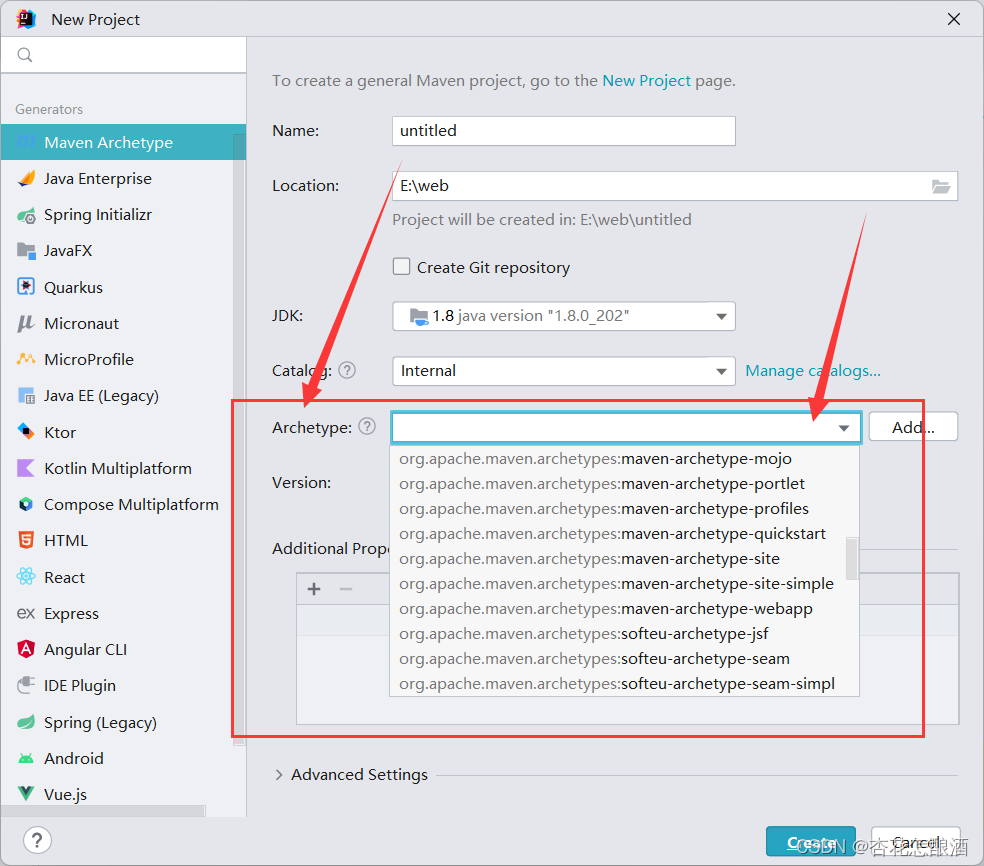 New Project
Generators
Maven Archetype
Java Enterprise
Spring Initializr
JavaFX
Quarkus
Micronaut
MicroProfile
Java EE (Legacy)
Ktor
Kotlin Multiplatform
Compose Multiplatform
HTML
React
Express
Angular CLI
IDE Plugin
Spring (Legacy)
Android
Vue.js
To create a general Maven project, go to the New Project page.
Name: untitled
Location: E:\web
Project will be created in: E:\web\untitled
Create Git repository
JDK: 1.8 java version "1.8.0_202"
Catalog: ? Internal Manage catalogs...
Archetype: ? Add...
org.apache.maven.archetypes:maven-archetype-mojo
org.apache.maven.archetypes:maven-archetype-portlet
org.apache.maven.archetypes:maven-archetype-profiles
org.apache.maven.archetypes:maven-archetype-quickstart
org.apache.maven.archetypes:maven-archetype-site
org.apache.maven.archetypes:maven-archetype-site-simple
org.apache.maven.archetypes:maven-archetype-webapp
org.apache.maven.archetypes:softeu-archetype-jsf
org.apache.maven.archetypes:softeu-archetype-seam
org.apache.maven.archetypes:softeu-archetype-seam-simpl
Version:
Additional Prope
Advanced Settings
? Create Cancel
CSDN @杏花怎酿酒